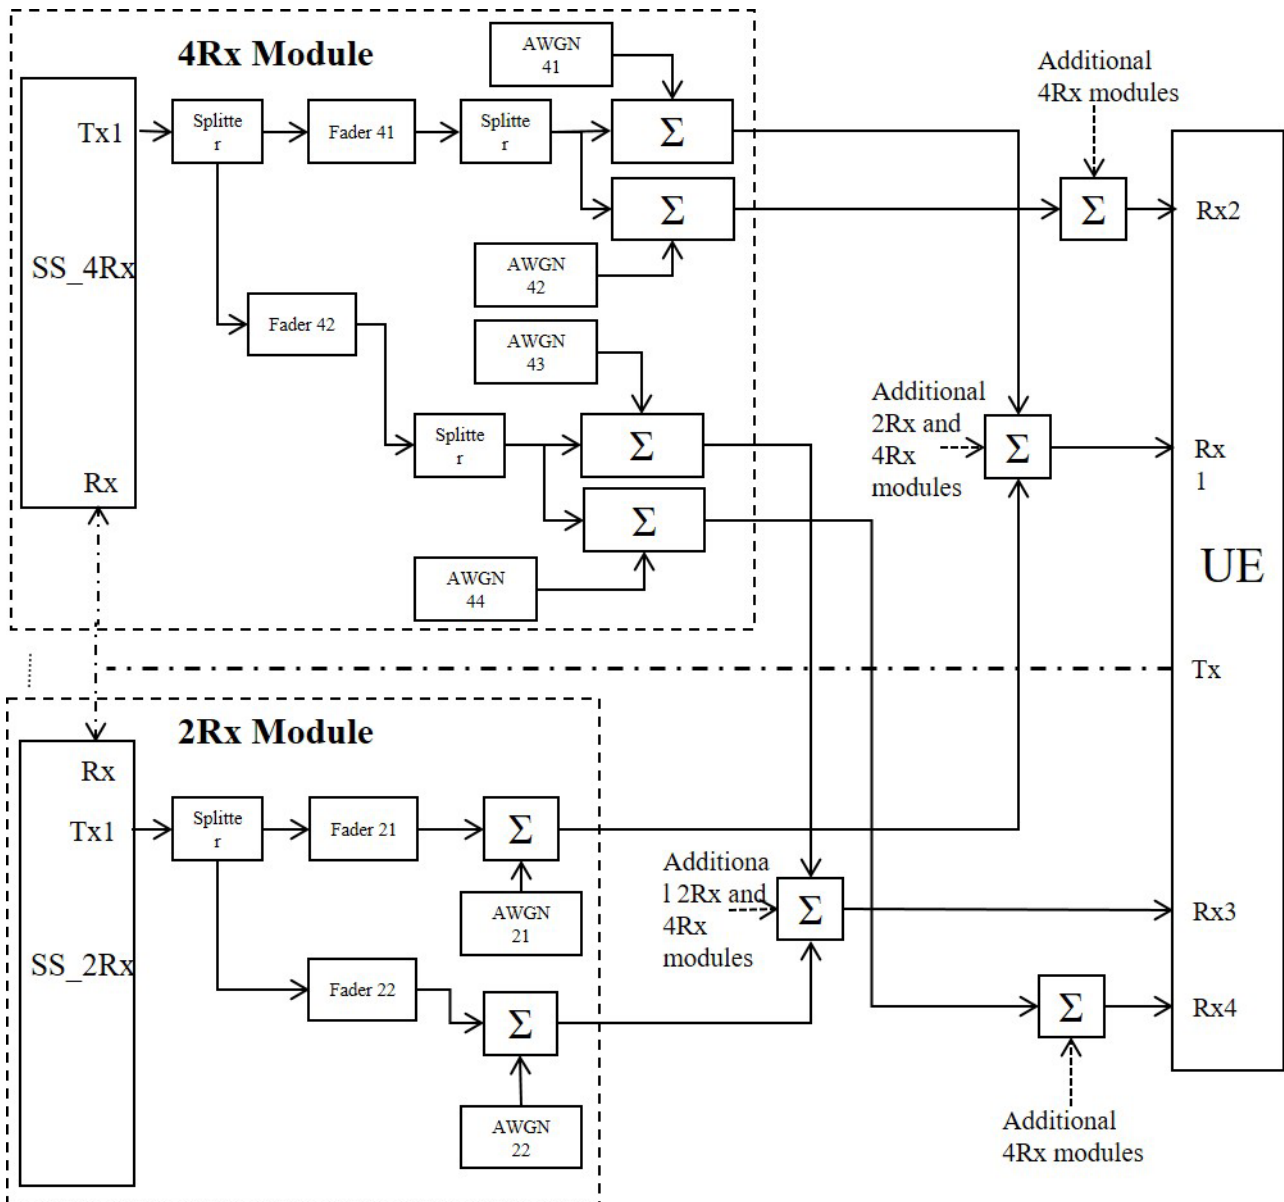 4Rx Module
AWGN
41
Additional
4Rx modules
Tx1
Splitte
r
Fader 41
Splitte
r
Σ
Σ
Σ
Rx2
SS_4Rx
AWGN
42
Fader 42
AWGN
43
Additional
2Rx and
4Rx
modules
Splitte
r
Σ
Σ
Rx
1
Rx
Σ
UE
AWGN
44
Tx
2Rx Module
Rx
Tx1
Splitte
r
Fader 21
Σ
Additiona
l 2Rx and
4Rx
modules
AWGN
21
Σ
Rx3
SS_2Rx
Fader 22
Σ
Σ
Rx4
AWGN
22
Additional
4Rx modules